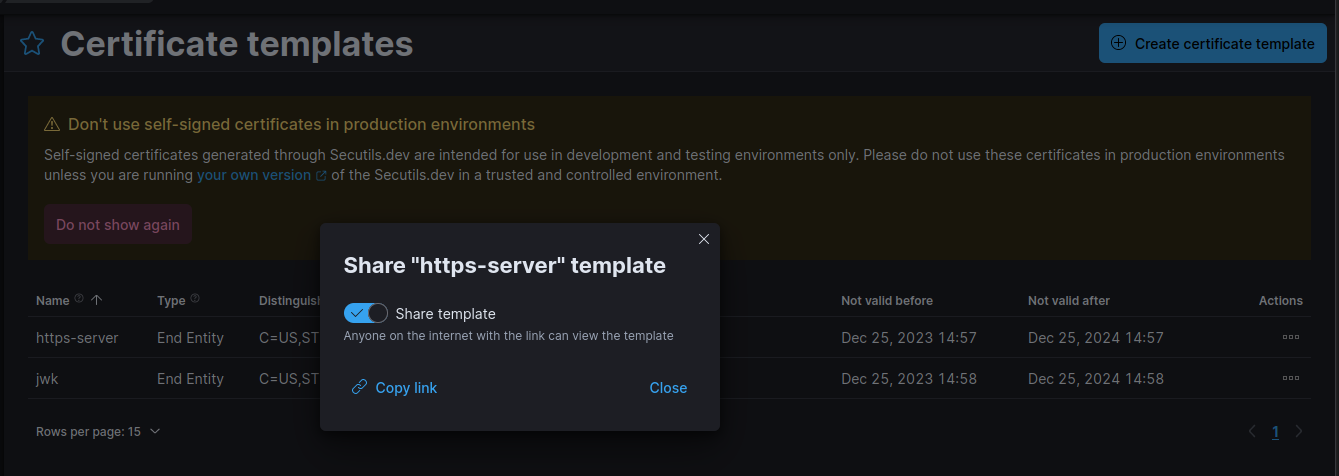 Certificate templates
Create certificate template
Don't use self-signed certificates in production environments
Self-signed certificates generated through Secutils.dev are intended for use in development and testing environments only. Please do not use these certificates in production environments
unless you are running your own version of the Secutils.dev in a trusted and controlled environment.
Do not show again
Share "https-server" template
Share template
Anyone on the internet with the link can view the template
Copy link Close
Name Type Not valid before Not valid after Actions
https-server End Entity C=US,ST Dec 25, 2023 14:57 Dec 25, 2024 14:57
jwk End Entity C=US,ST Dec 25, 2023 14:58 Dec 25, 2024 14:58
Rows per page: 15 1